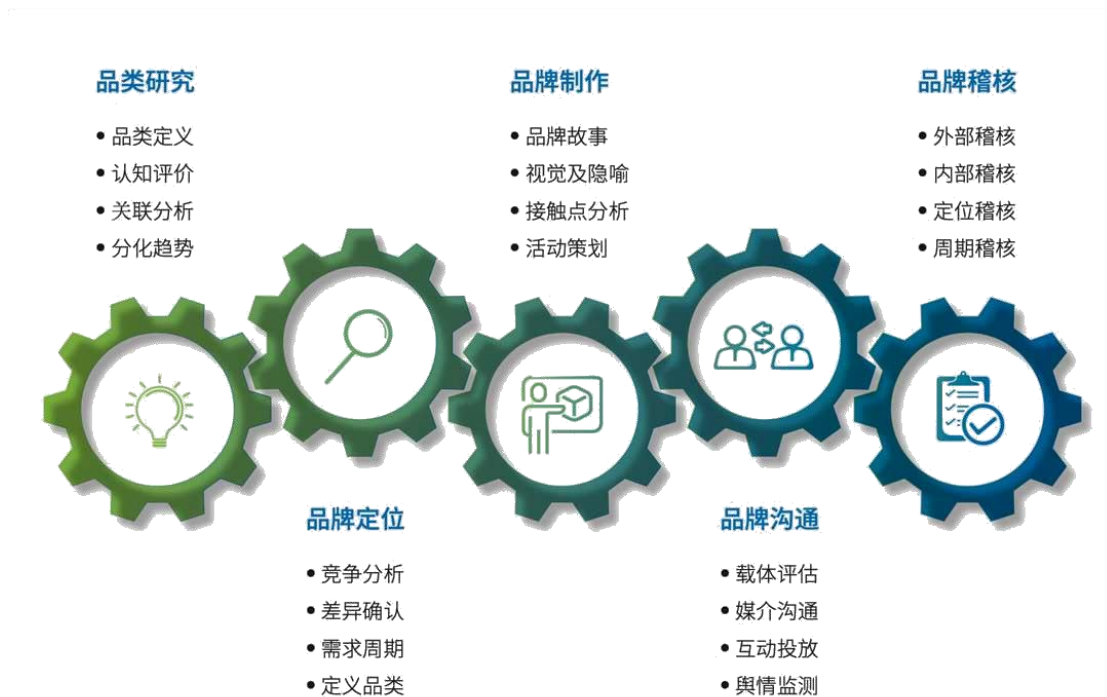 品类研究
• 品类定义
• 认知评价
• 关联分析
• 分化趋势
品牌制作
• 品牌故事
• 视觉及隐喻
• 接触点分析
• 活动策划
品牌稽核
• 外部稽核
• 内部稽核
• 定位稽核
• 周期稽核
品牌定位
• 竞争分析
• 差异确认
• 需求周期
• 定义品类
品牌沟通
• 载体评估
• 媒介沟通
• 互动投放
• 舆情监测